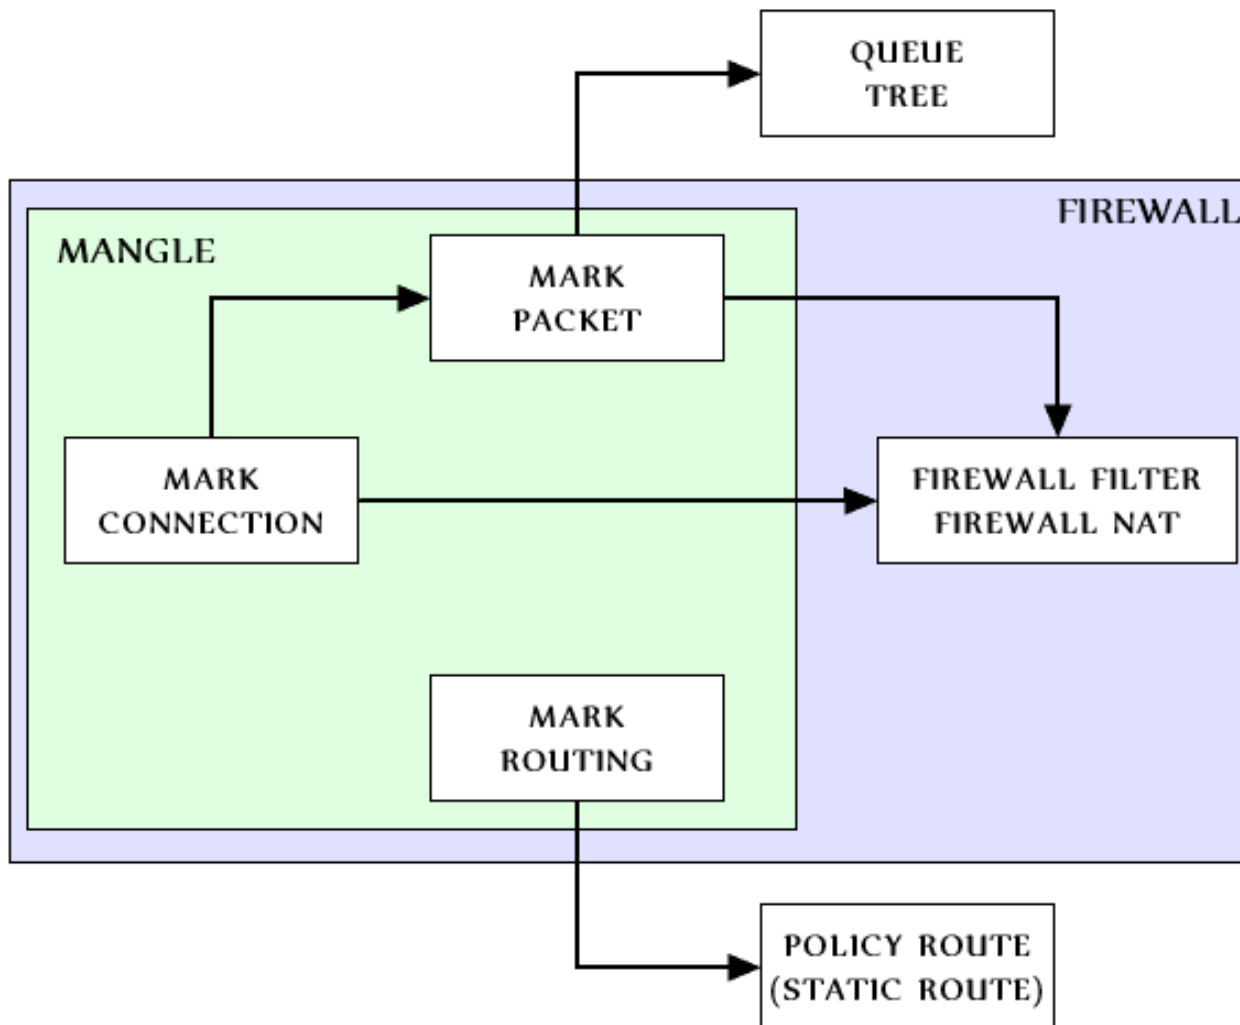 QUEUE
TREE
FIREWALL
MANGLE
MARK
PACKET
MARK
CONNECTION
FIREWALL FILTER
FIREWALL NAT
MARK
ROUTING
POLICY ROUTE
(STATIC ROUTE)